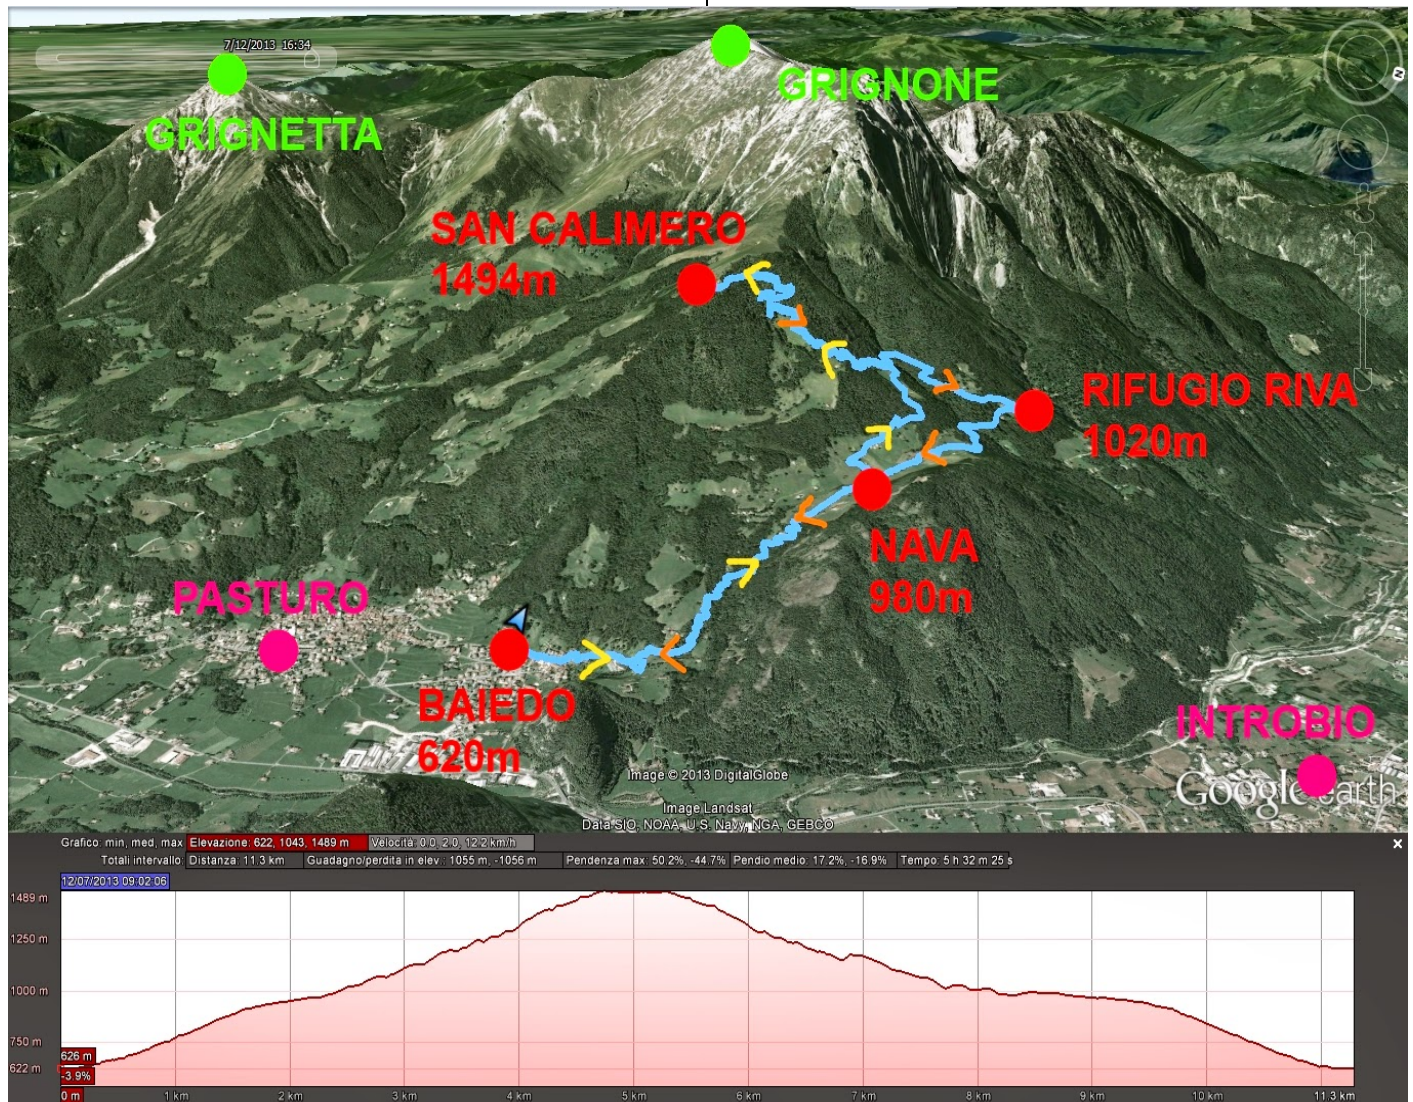 7/12/2013 16:34
GRIGNONE
GRIGNETTA
N
SAN CALIMERO
1494m
RIFUGIO RIVA
1020m
NAVA
980m
PASTURO
BAIEDO
620m
INTROBIO
Image © 2013 DigitalGlobe
Google earth
Image Landsat
Data SIO, NOAA, U.S. Navy, NGA, GEBCO
Grafico: min, med, max Elevazione: 622, 1043, 1489 m Velocità: 0.0, 2.0, 12.2 km/h
Totali intervallo: Distanza: 11.3 km Guadagno/perdita in elev.: 1055 m, -1056 m Pendenza max: 50.2%, -44.7% Pendio medio: 17.2%, -16.9% Tempo: 5 h 32 m 25 s
12/07/2013 09:02:06
1489 m
1250 m
1000 m
750 m
626 m
622 m
-3.9%
0 m 1 km 2 km 3 km 4 km 5 km 6 km 7 km 8 km 9 km 10 km 11.3 km